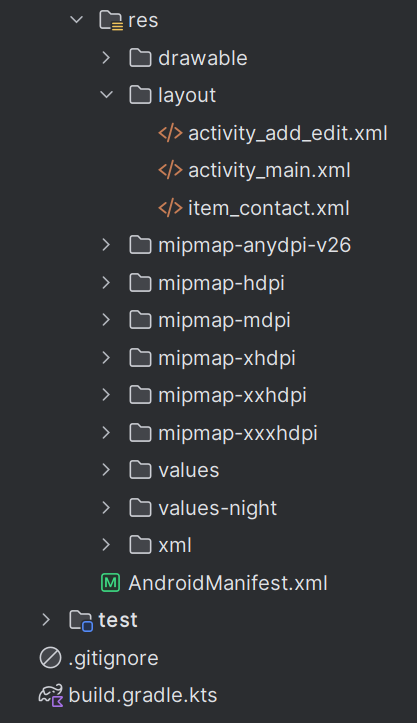 res
drawable
layout
activity_add_edit.xml
activity_main.xml
item_contact.xml
mipmap-anydpi-v26
mipmap-hdpi
mipmap-mdpi
mipmap-xhdpi
mipmap-xxhdpi
mipmap-xxxhdpi
values
values-night
xml
AndroidManifest.xml
test
.gitignore
build.gradle.kts